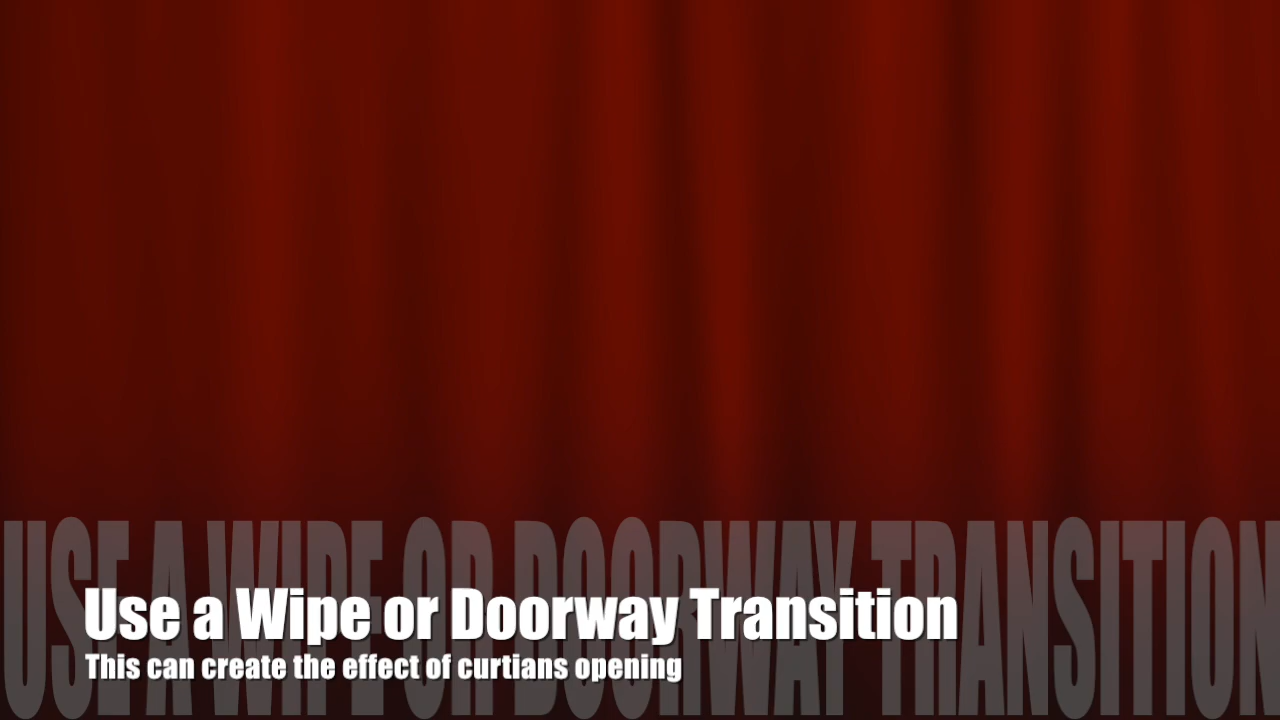 USE A WIPE OR DOORWAY TRANSITION
Use a Wipe or Doorway Transition
This can create the effect of curtians opening